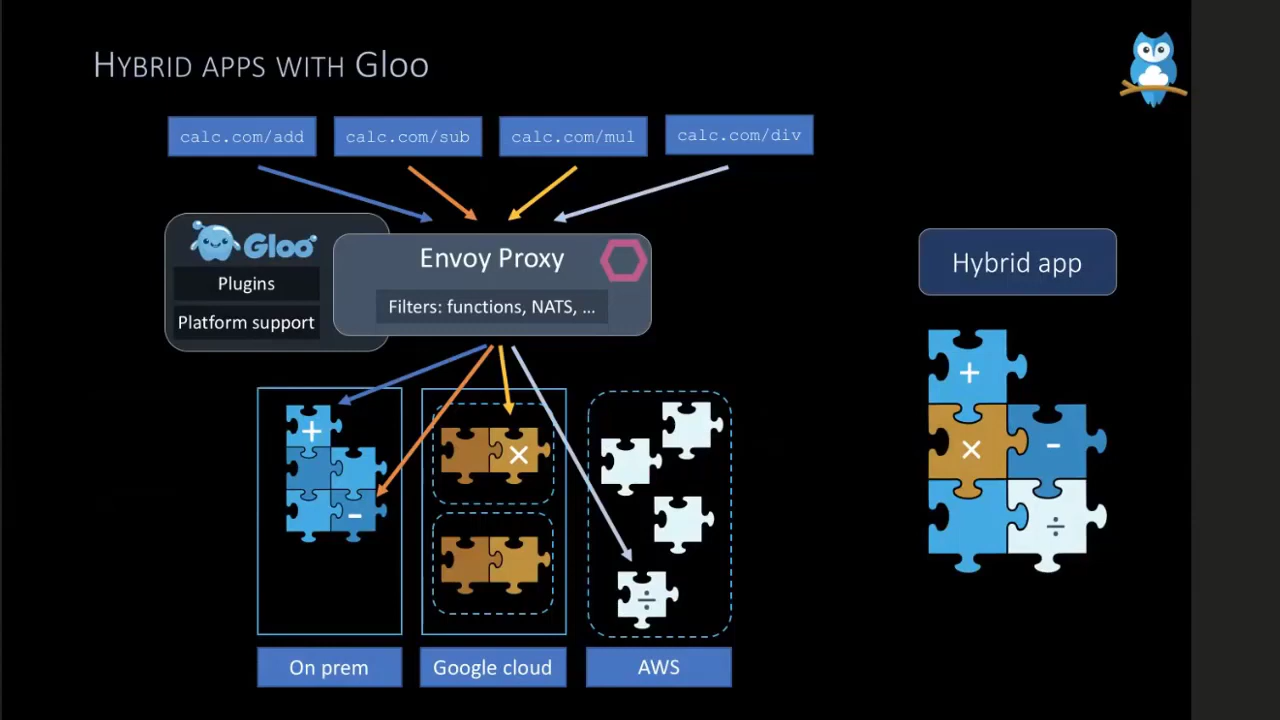 HYBRID APPS WITH Gloo
calc.com/add
calc.com/sub
calc.com/mul
calc.com/div
Gloo
Plugins
Platform support
Envoy Proxy
Filters: functions, NATS, ...
Hybrid app
+
×
-
÷
+
-
×
÷
On prem
Google cloud
AWS